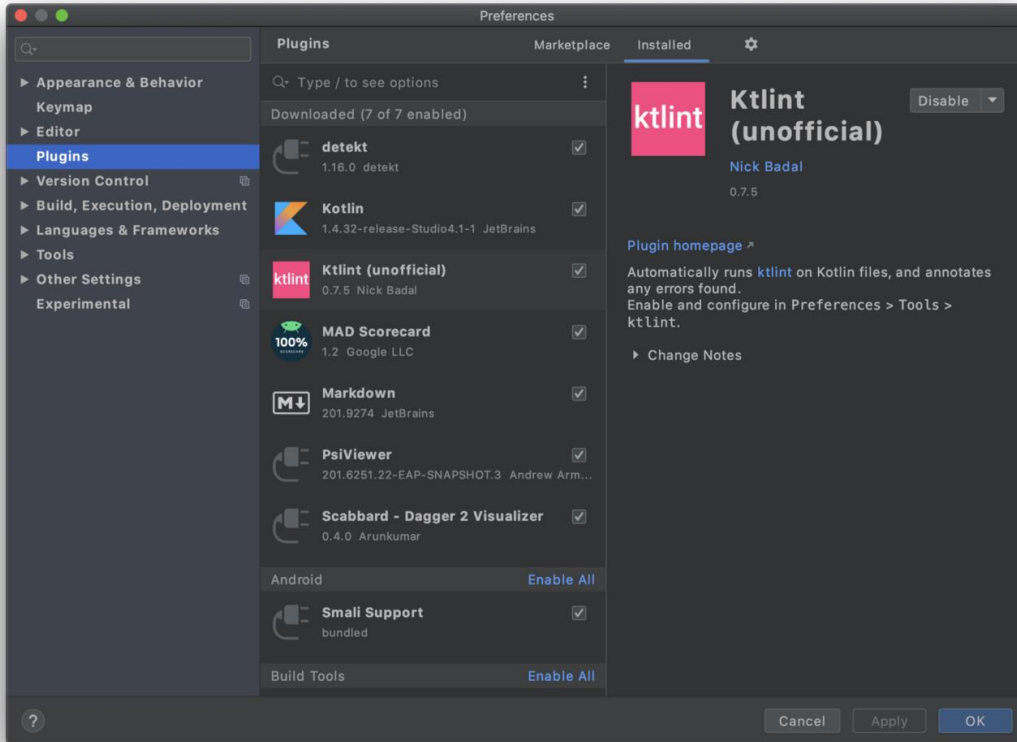 Preferences
Plugins
Marketplace
Installed
Appearance & Behavior
Keymap
Editor
Plugins
Version Control
Build, Execution, Deployment
Languages & Frameworks
Tools
Other Settings
Experimental
Type / to see options
Downloaded (7 of 7 enabled)
detekt
1.16.0 detekt
Kotlin
1.4.32-release-Studio4.1-1 JetBrains
ktlint
Ktlint (unofficial)
0.7.5 Nick Badal
100%
SCORECARD
MAD Scorecard
1.2 Google LLC
M
Markdown
201.9274 JetBrains
PsiViewer
201.6251.22-EAP-SNAPSHOT.3 Andrew Arm...
Scabbard - Dagger 2 Visualizer
0.4.0 Arunkumar
Android
Enable All
Smali Support
bundled
Build Tools
Enable All
ktlint
Ktlint
(unofficial)
Disable
Nick Badal
0.7.5
Plugin homepage
Automatically runs ktlint on Kotlin files, and annotates
any errors found.
Enable and configure in Preferences > Tools >
ktlint.
Change Notes
?
Cancel
Apply
OK